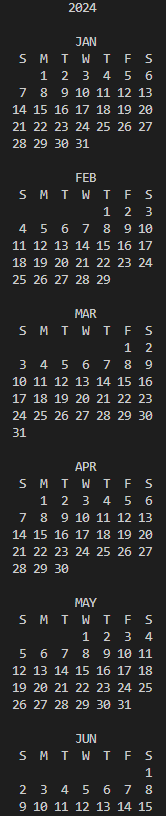 2024
JAN
S M T W T F S
1 2 3 4 5 6
7 8 9 10 11 12 13
14 15 16 17 18 19 20
21 22 23 24 25 26 27
28 29 30 31
FEB
S M T W T F S
1 2 3
4 5 6 7 8 9 10
11 12 13 14 15 16 17
18 19 20 21 22 23 24
25 26 27 28 29
MAR
S M T W T F S
1 2
3 4 5 6 7 8 9
10 11 12 13 14 15 16
17 18 19 20 21 22 23
24 25 26 27 28 29 30
31
APR
S M T W T F S
1 2 3 4 5 6
7 8 9 10 11 12 13
14 15 16 17 18 19 20
21 22 23 24 25 26 27
28 29 30
MAY
S M T W T F S
1 2 3 4
5 6 7 8 9 10 11
12 13 14 15 16 17 18
19 20 21 22 23 24 25
26 27 28 29 30 31
JUN
S M T W T F S
1
2 3 4 5 6 7 8
9 10 11 12 13 14 15